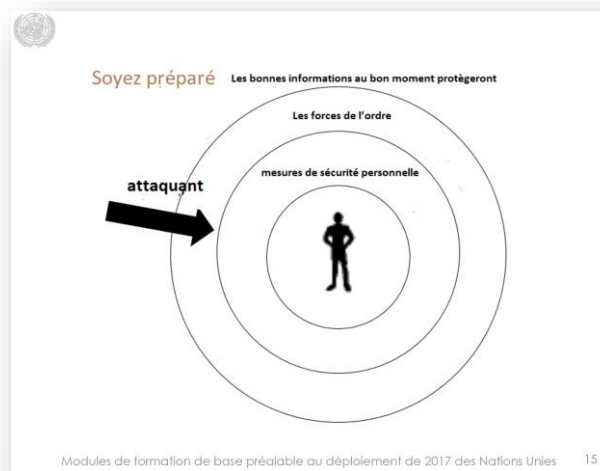 Soyez préparé
Les bonnes informations au bon moment protègeront
Les forces de l'ordre
mesures de sécurité personnelle
attaquant
Modules de formation de base préalable au déploiement de 2017 des Nations Unies 15